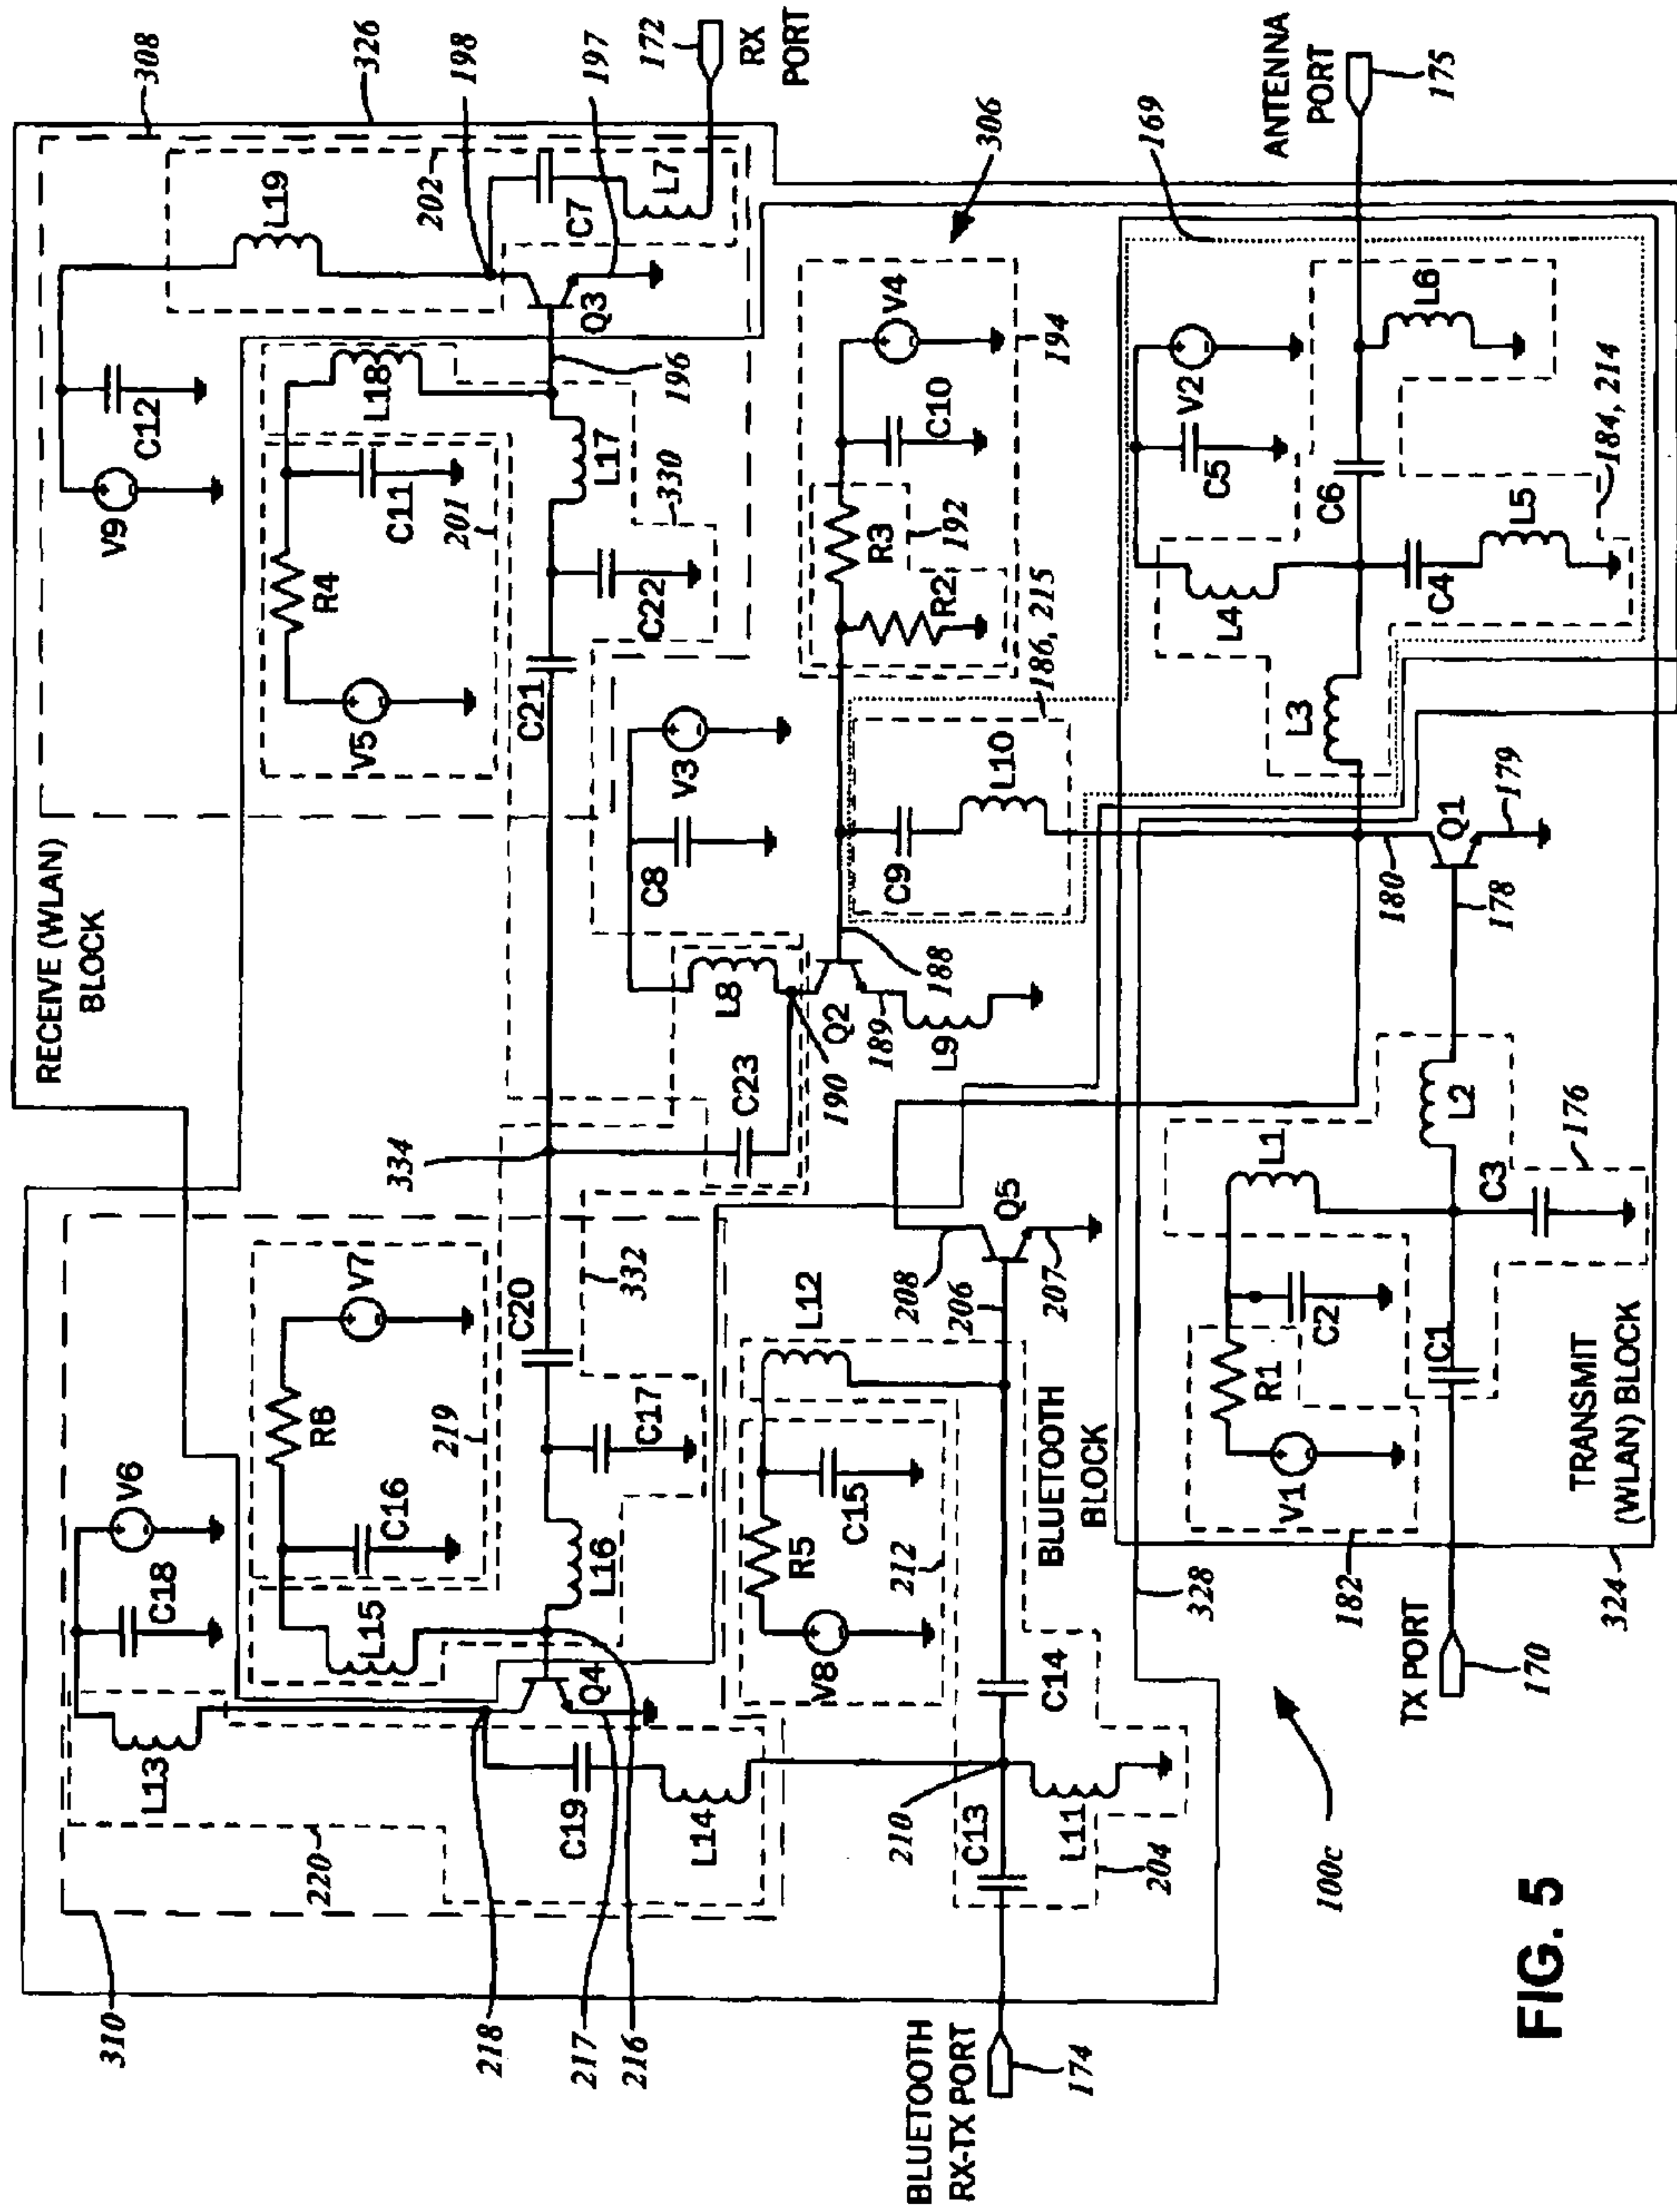 RECEIVE (WLAN)
BLOCK
308
326
198
197
172
RX
PORT
V9
C12
L19
202
C7
L7
Q3
196
L18
R4
C11
201
V5
L17
330
C22
C21
334
C23
L8
C8
V3
190
Q2
189
188
L9
306
V4
194
C10
R3
192
R2
186, 215
C9
L10
169
ANTENNA
PORT
175
V2
C5
L4
L3
C6
L6
C4
L5
184, 214
180
Q1
179
178
310
220
V6
C18
L13
V7
R6
219
C16
L15
C20
332
C17
L16
Q4
218
217
216
C19
L14
L12
R5
C15
212
V8
208
206
207
Q5
BLUETOOTH
BLOCK
C14
210
C13
L11
204
BLUETOOTH
RX-TX PORT
174
328
L1
L2
C3
176
C2
R1
V1
C1
182
TRANSMIT
(WLAN) BLOCK
324
TX PORT
170
100c
FIG. 5